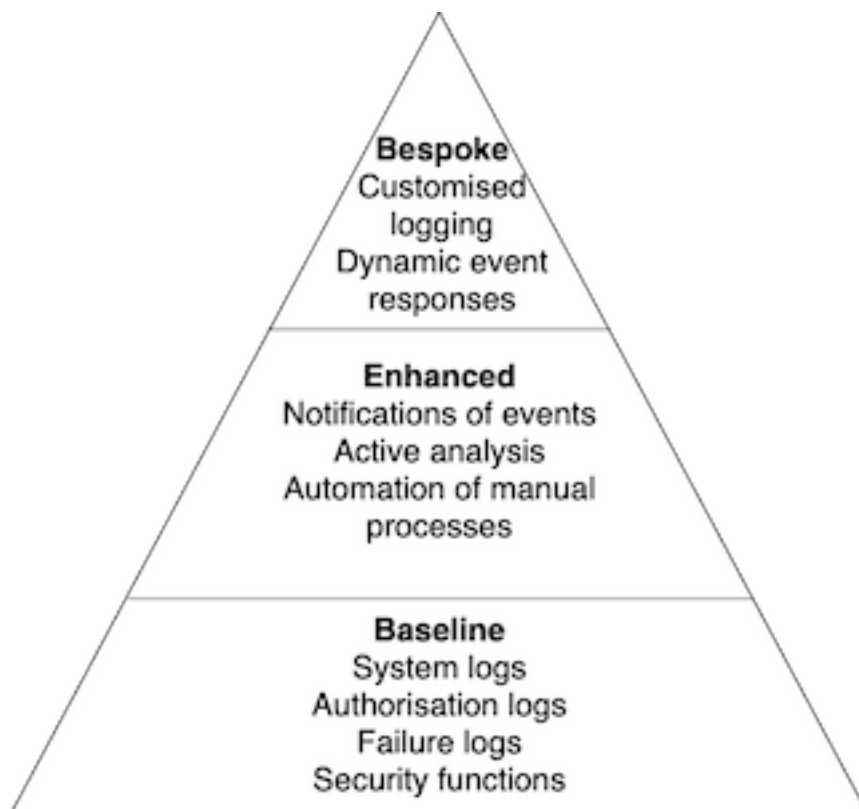 Bespoke
Customised
logging
Dynamic event
responses
Enhanced
Notifications of events
Active analysis
Automation of manual
processes
Baseline
System logs
Authorisation logs
Failure logs
Security functions